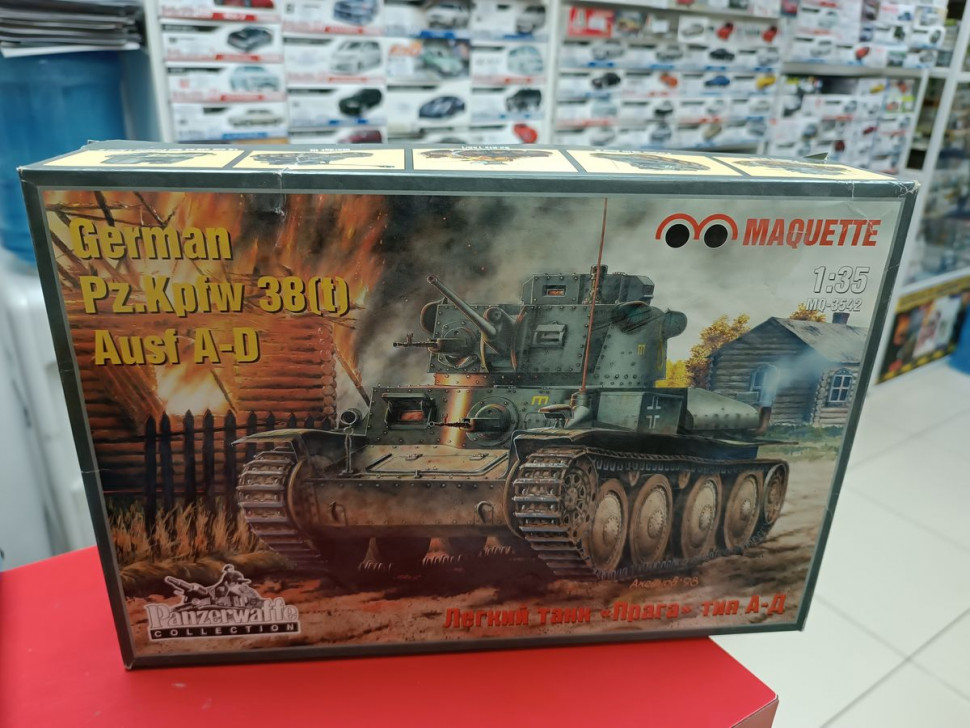 German
Pz.Kpfw 38(t)
Ausf A-D
MAQUETTE
1:35
MQ-3542
Panzerwaffe
COLLECTION
Легкий танк «Прага» тип А-Д